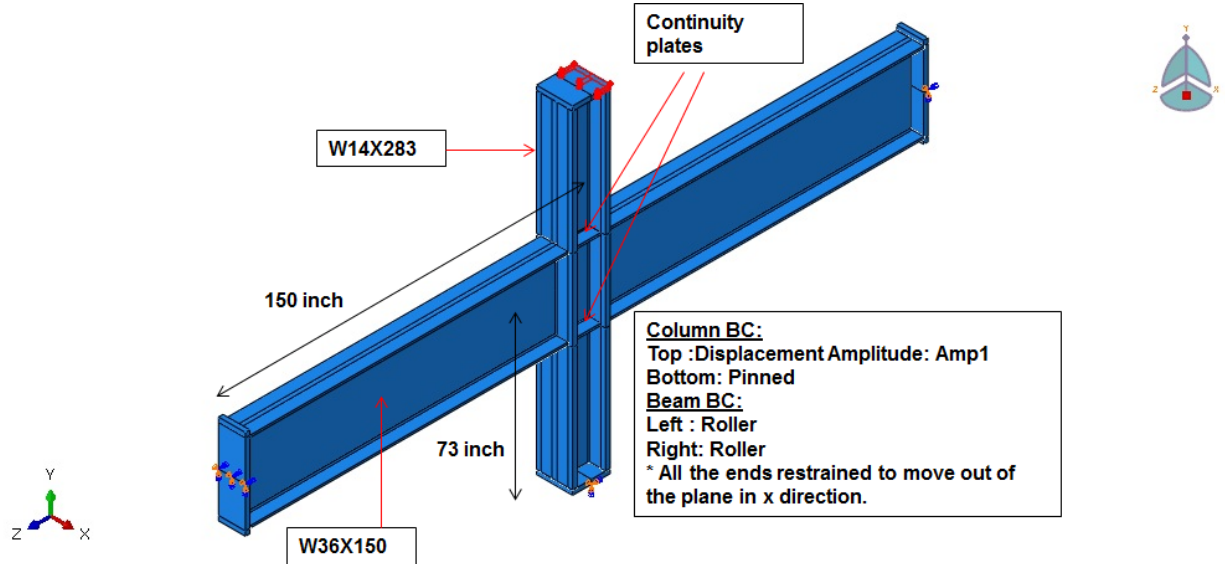 Continuity
plates
W14X283
150 inch
73 inch
W36X150
Column BC:
Top :Displacement Amplitude: Amp1
Bottom: Pinned
Beam BC:
Left : Roller
Right: Roller
* All the ends restrained to move out of
the plane in x direction.
Y
Z
X
Y
Z
X